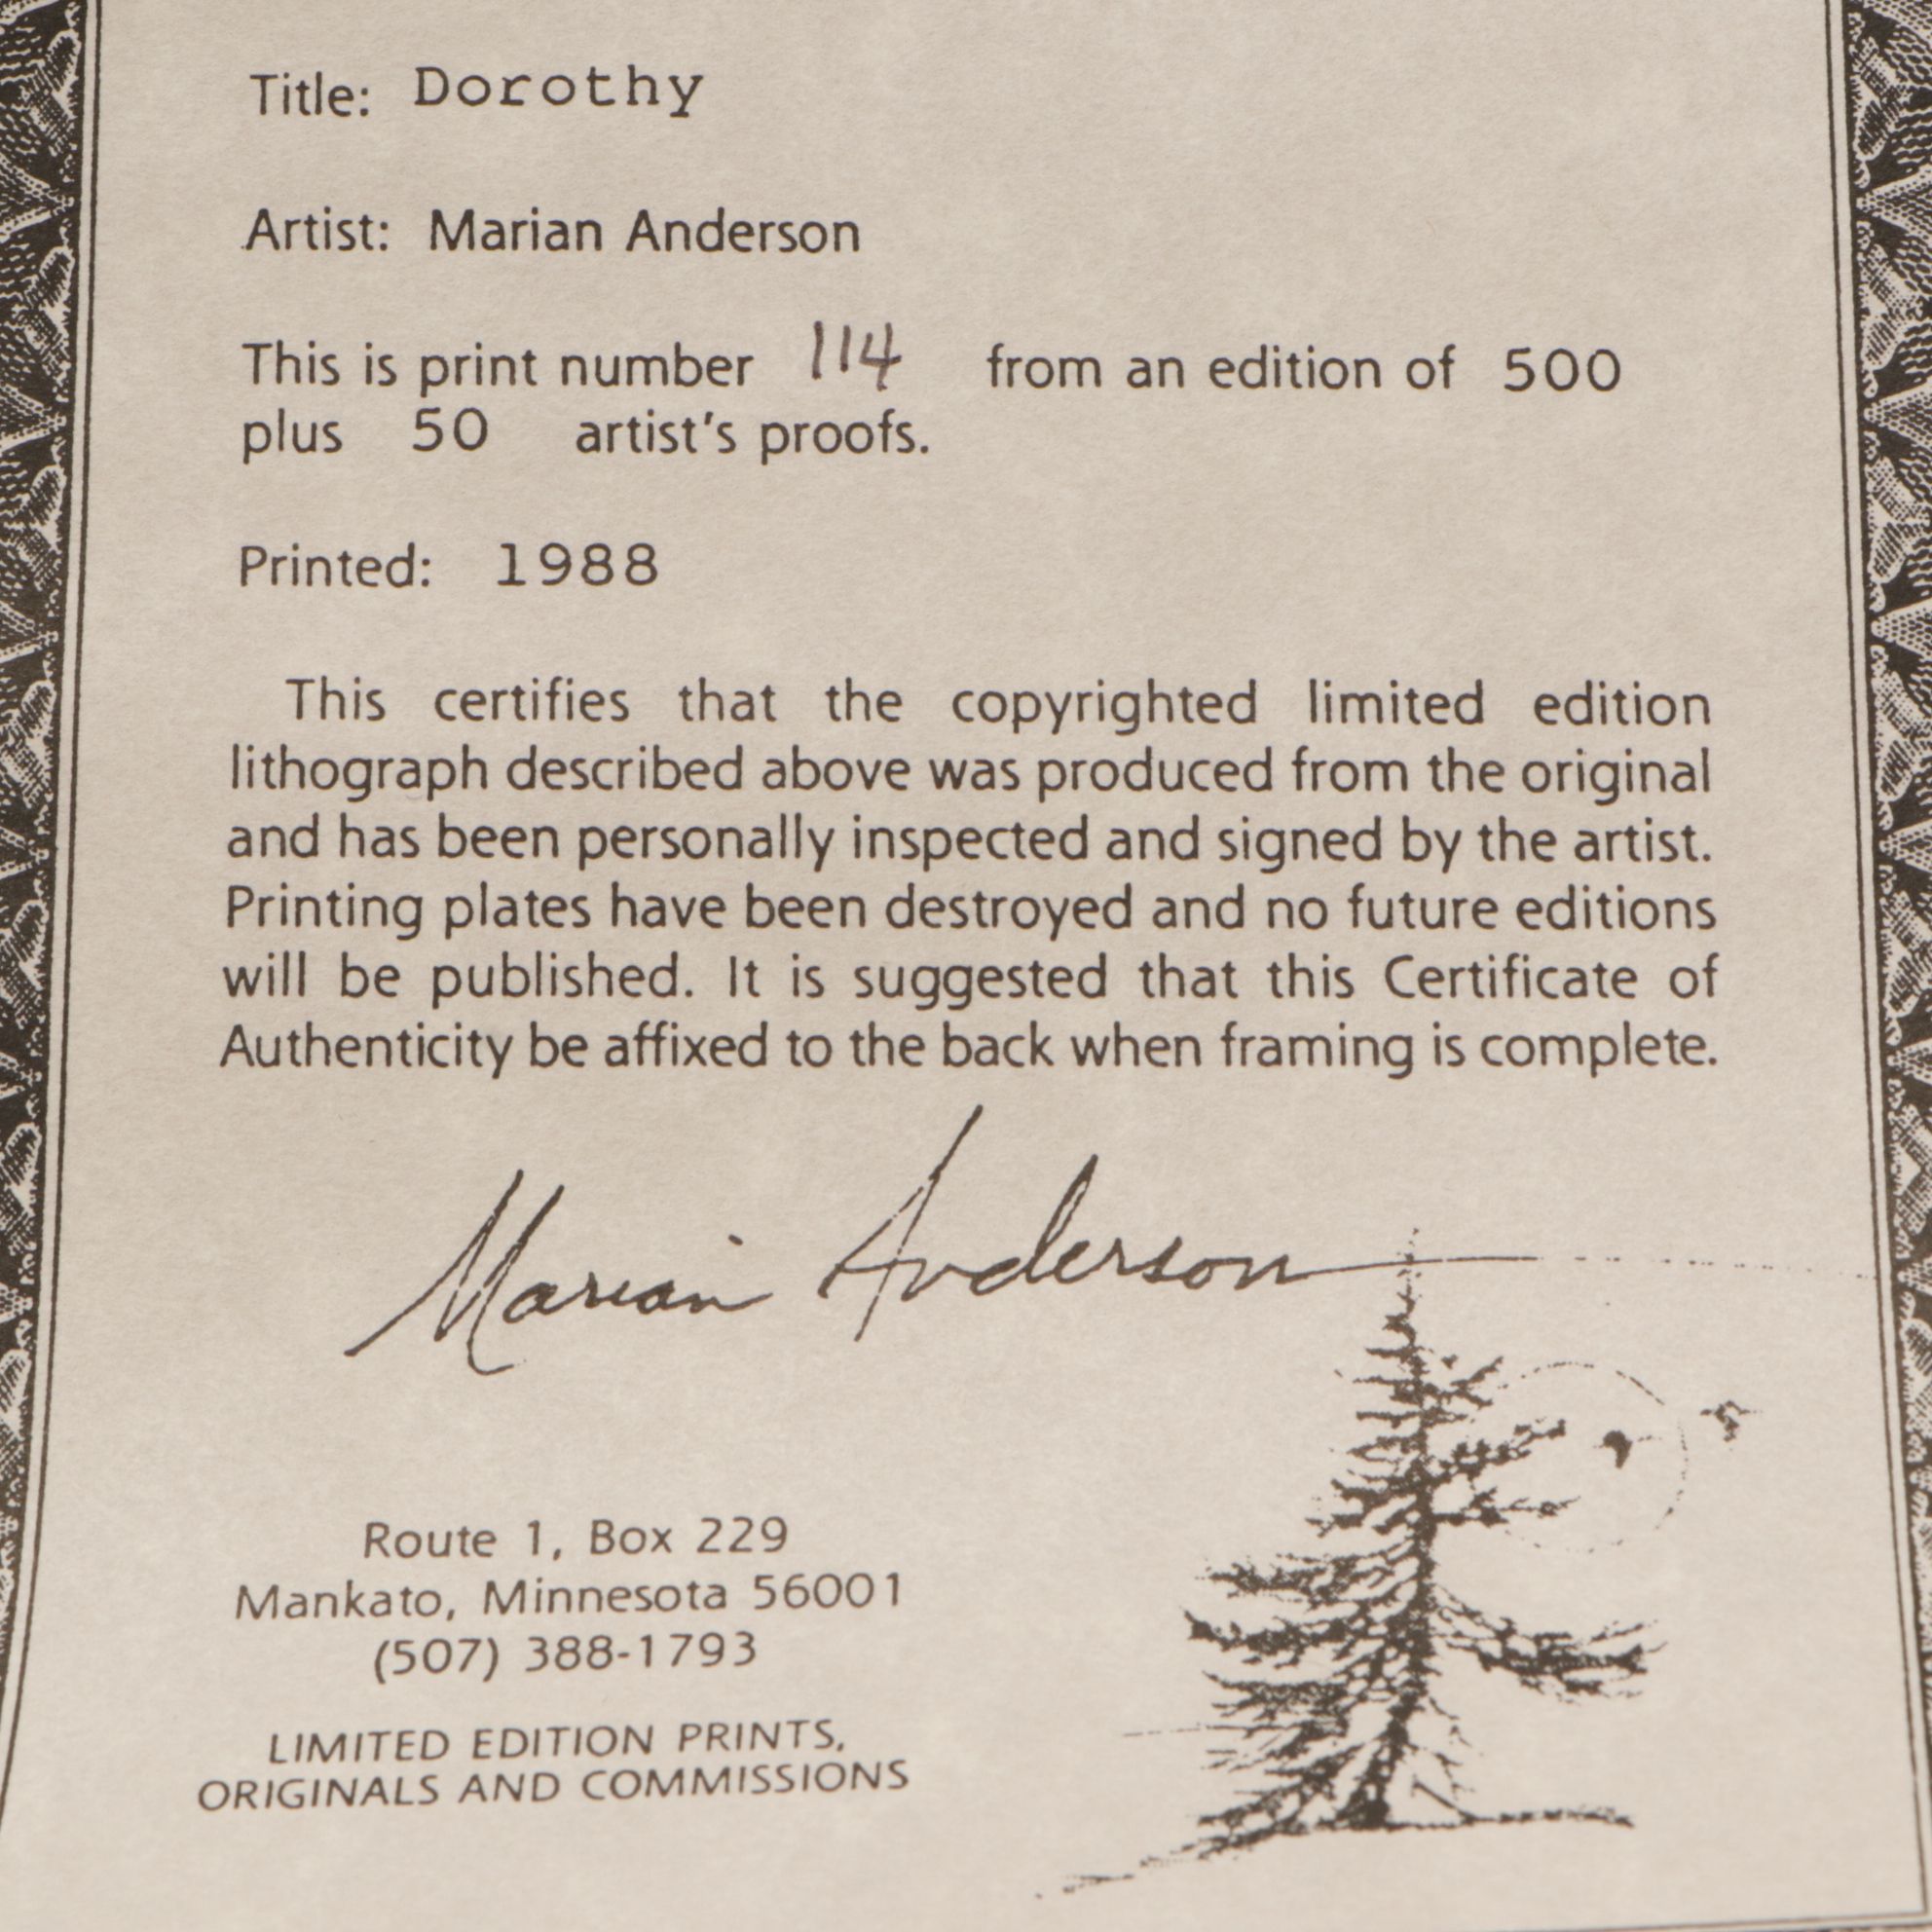 Title: Dorothy
Artist: Marian Anderson
This is print number 114 from an edition of 500
plus 50 artist's proofs.
Printed: 1988
This certifies that the copyrighted limited edition
lithograph described above was produced from the original
and has been personally inspected and signed by the artist.
Printing plates have been destroyed and no future editions
will be published. It is suggested that this Certificate of
Authenticity be affixed to the back when framing is complete.
Marian Anderson
Route 1, Box 229
Mankato, Minnesota 56001
(507) 388-1793
LIMITED EDITION PRINTS,
ORIGINALS AND COMMISSIONS